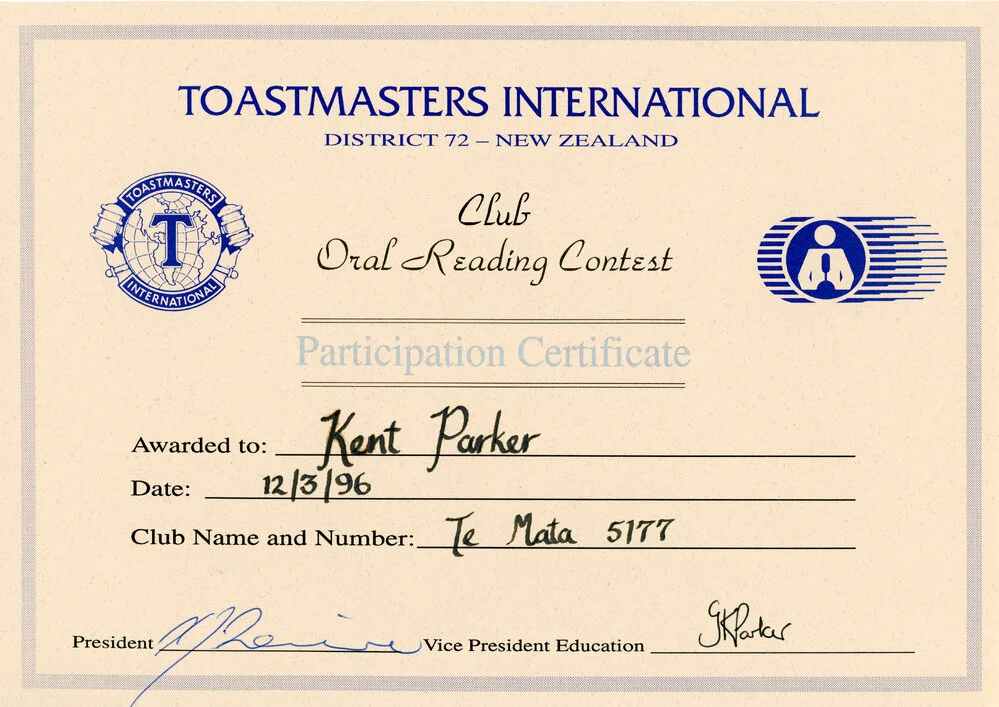 TOASTMASTERS INTERNATIONAL
DISTRICT 72 – NEW ZEALAND
TOASTMASTERS
T
INTERNATIONAL
Club
Oral Reading Contest
Participation Certificate
Awarded to: Kent Parker
Date: 12/3/96
Club Name and Number: Te Mata 5177
President
Vice President Education GKParker